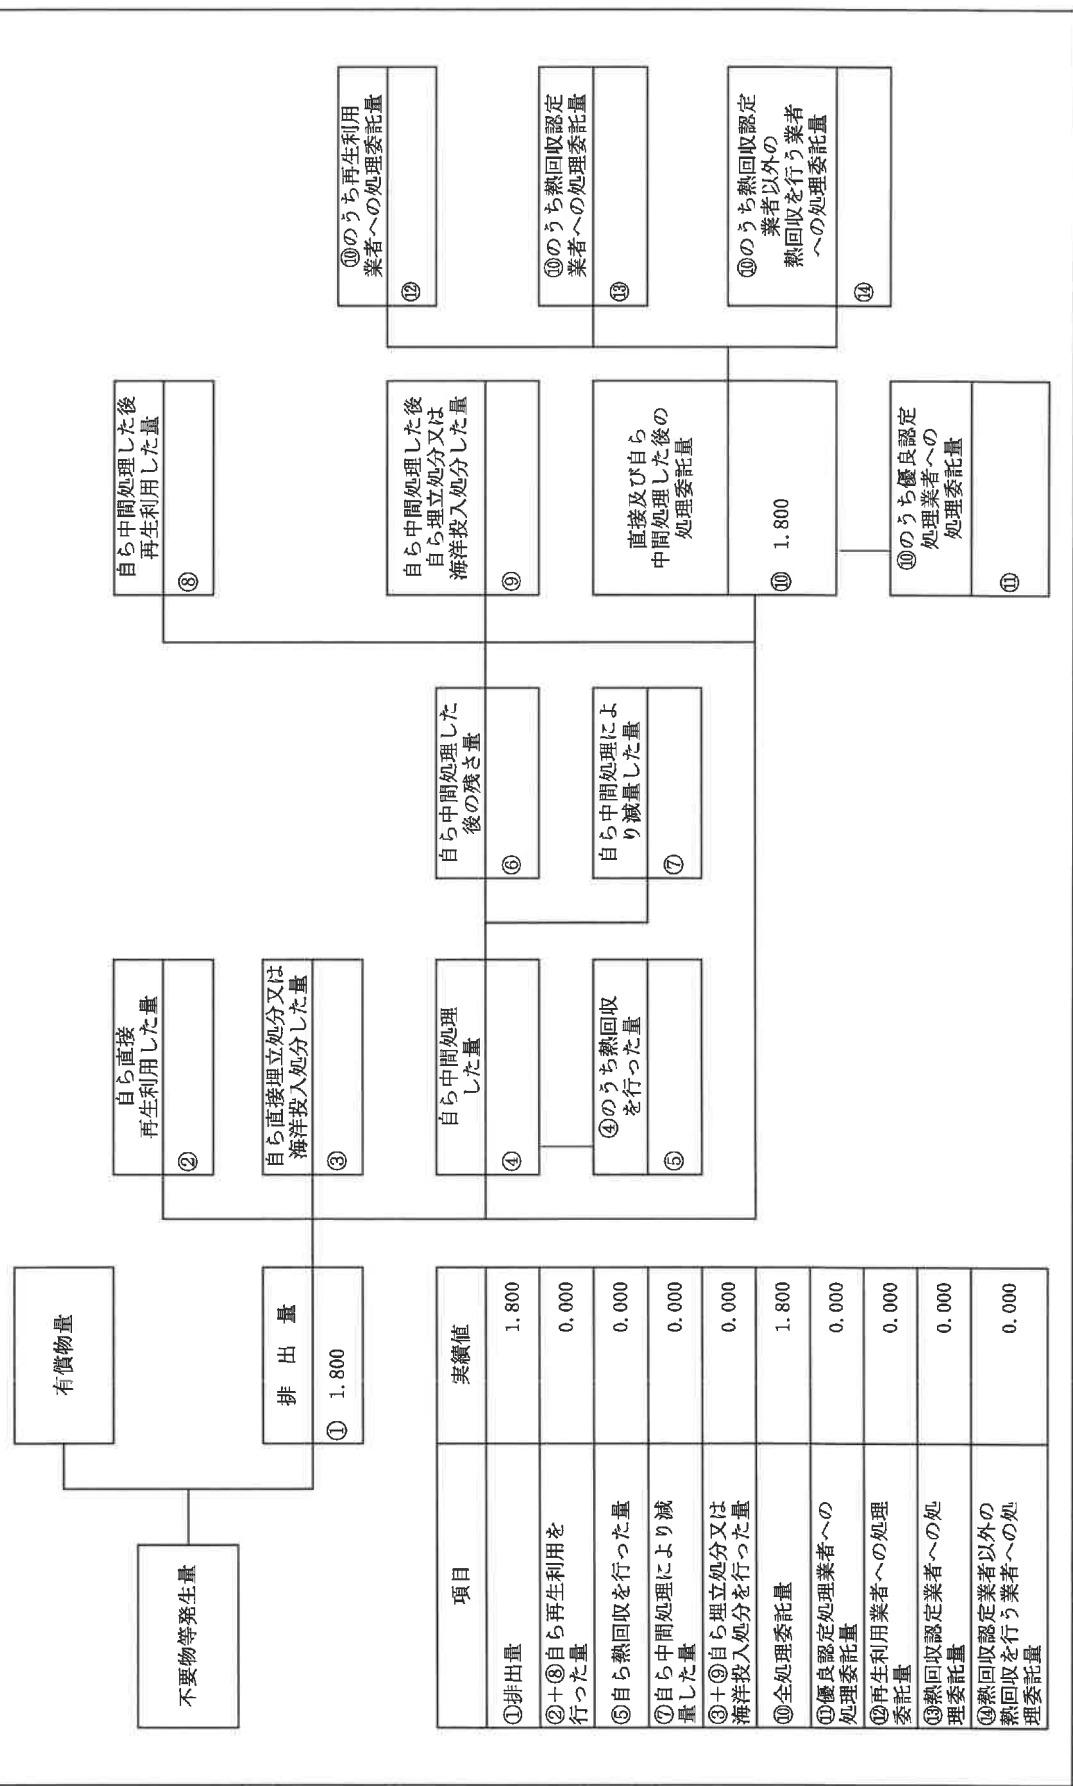 不要物等発生量
有償物量
排 出 量
① 1.800
自ら直接
再生利用した量
②
自ら直接埋立処分又は
海洋投入処分した量
③
自ら中間処理
した量
④
④のうち熱回収
を行った量
⑤
自ら中間処理した
後の残さ量
⑥
自ら中間処理によ
り減量した量
⑦
自ら中間処理した後
再生利用した量
⑧
自ら中間処理した後
自ら埋立処分又は
海洋投入処分した量
⑨
直接及び自ら
中間処理した後の
処理委託量
⑩ 1.800
⑩のうち優良認定
処理業者への
処理委託量
⑪
⑩のうち再生利用
業者への処理委託量
⑫
⑩のうち熱回収認定
業者への処理委託量
⑬
⑩のうち熱回収認定
業者以外の
熱回収を行う業者
への処理委託量
⑭
項目 実績値
①排出量 1.800
②+⑧自ら再生利用を
行った量 0.000
⑤自ら熱回収を行った量 0.000
⑦自ら中間処理により減
量した量 0.000
③+⑨自ら埋立処分又は
海洋投入処分を行った量 0.000
⑩全処理委託量 1.800
⑪優良認定処理業者への
処理委託量 0.000
⑫再生利用業者への処理
委託量 0.000
⑬熱回収認定業者への処
理委託量 0.000
⑭熱回収認定業者以外の
熱回収を行う業者への処
理委託量 0.000